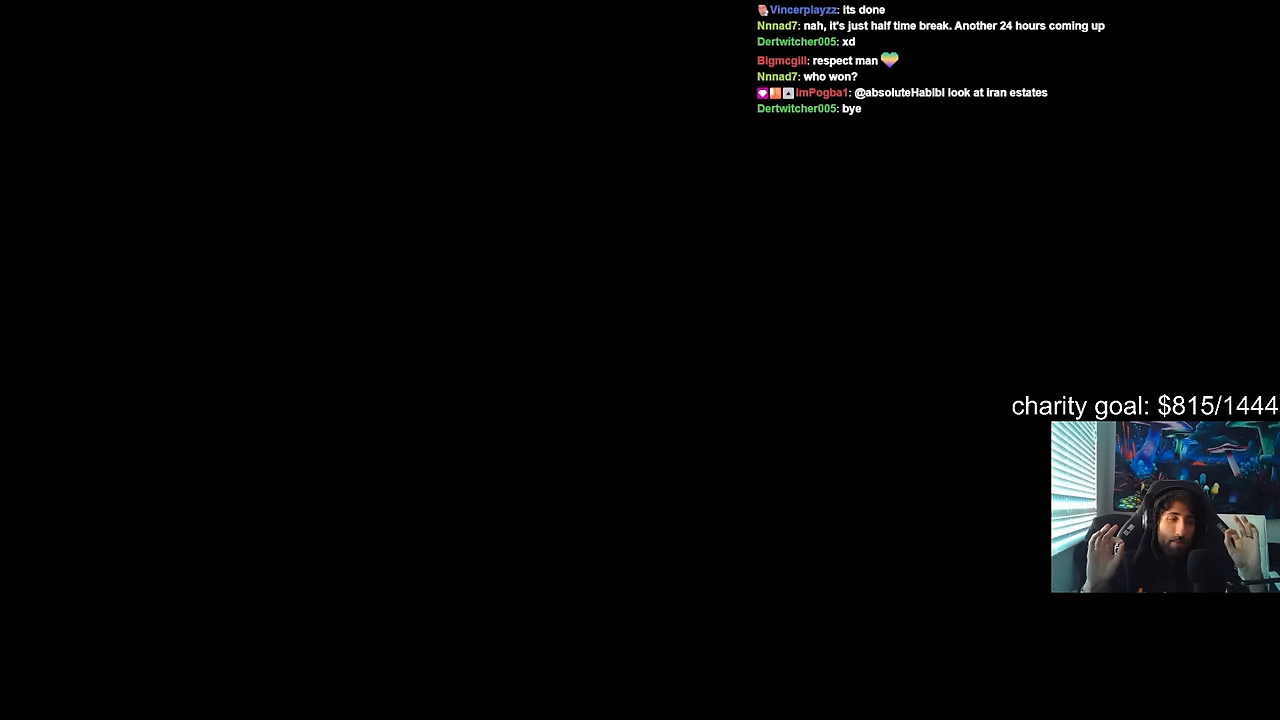 Vincerplayzz: its done
Nnnad7: nah, it's just half time break. Another 24 hours coming up
Dertwitcher005: xd
Bigmcgill: respect man
Nnnad7: who won?
ImPogba1: @absoluteHabibi look at iran estates
Dertwitcher005: bye
charity goal: $815/1444